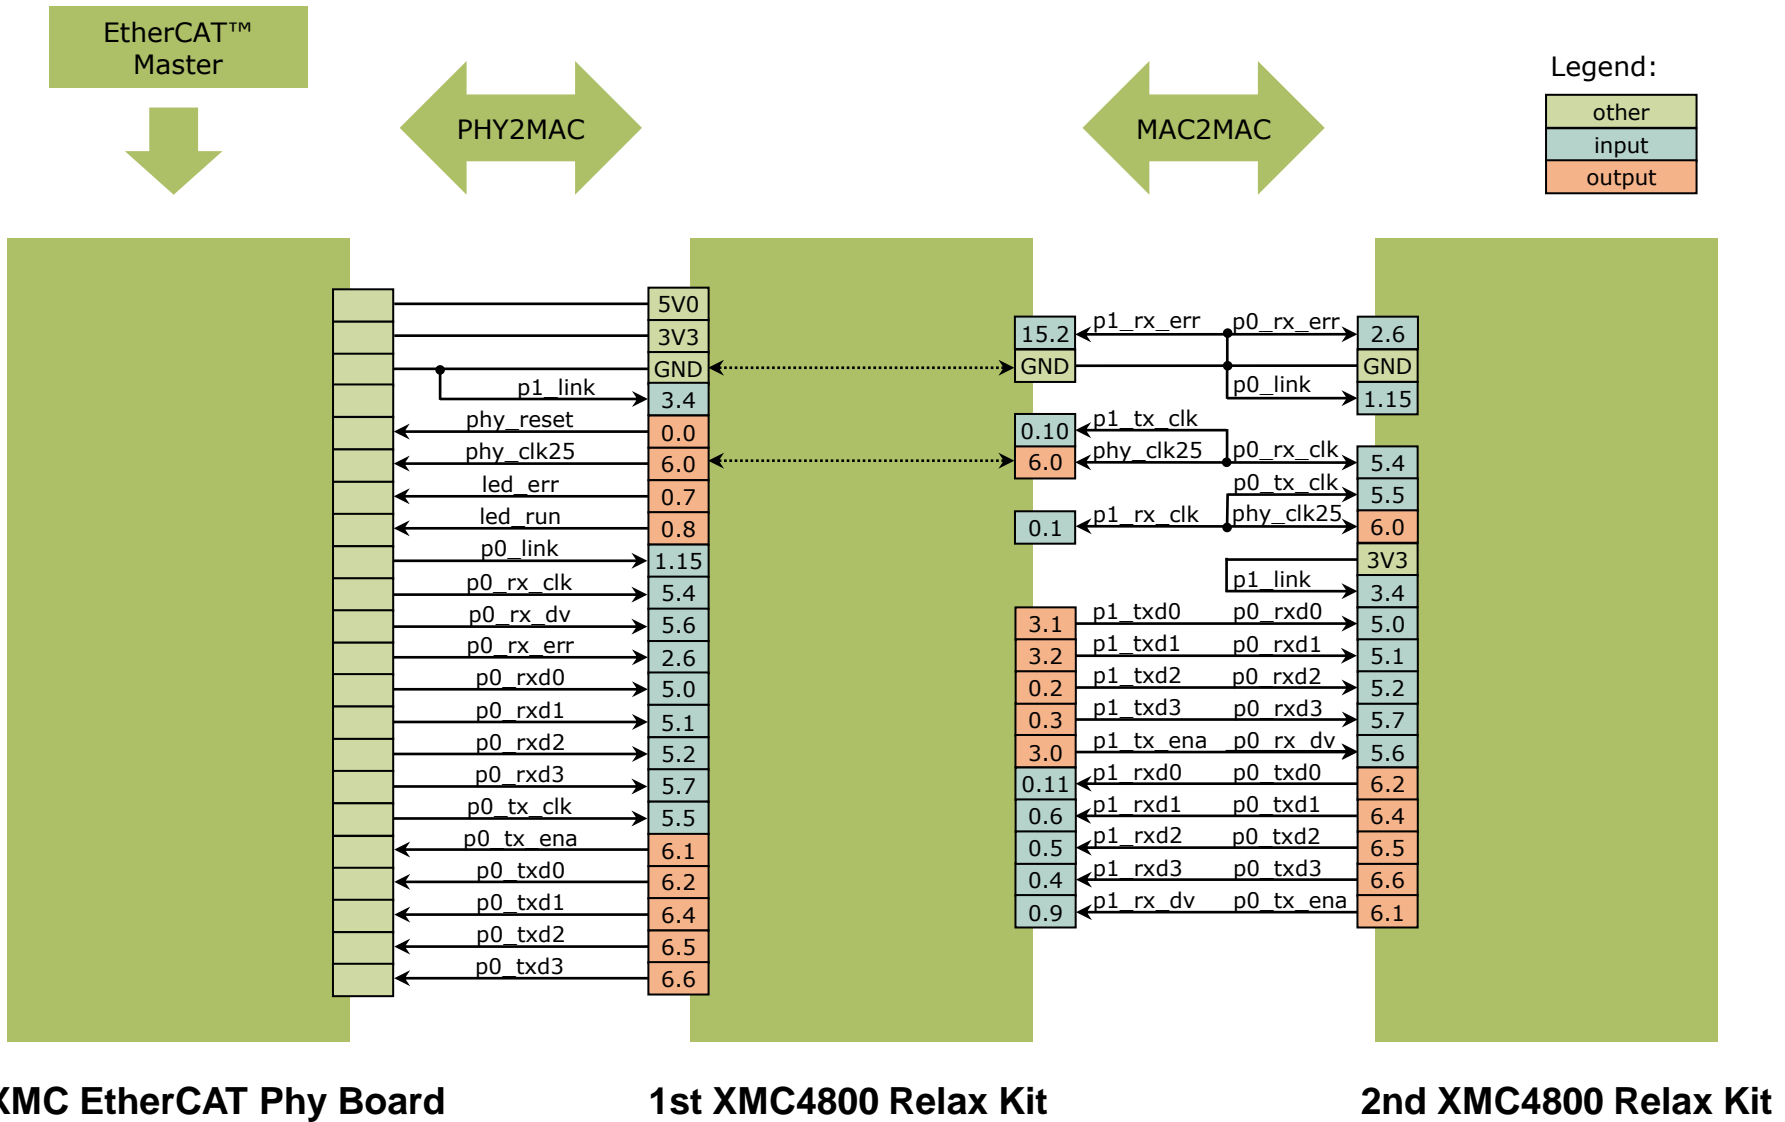 EtherCAT™
Master
PHY2MAC
MAC2MAC
Legend:
other
input
output
5V0
3V3
GND
p1_link
3.4
phy_reset
0.0
phy_clk25
6.0
led_err
0.7
led_run
0.8
p0_link
1.15
p0_rx_clk
5.4
p0_rx_dv
5.6
p0_rx_err
2.6
p0_rxd0
5.0
p0_rxd1
5.1
p0_rxd2
5.2
p0_rxd3
5.7
p0_tx_clk
5.5
p0_tx_ena
6.1
p0_txd0
6.2
p0_txd1
6.4
p0_txd2
6.5
p0_txd3
6.6
15.2 p1_rx_err p0_rx_err 2.6
GND GND
p0_link 1.15
0.10 p1_tx_clk
6.0 phy_clk25 p0_rx_clk 5.4
p0_tx_clk 5.5
0.1 p1_rx_clk phy_clk25 6.0
3V3
p1_link 3.4
3.1 p1_txd0 p0_rxd0 5.0
3.2 p1_txd1 p0_rxd1 5.1
0.2 p1_txd2 p0_rxd2 5.2
0.3 p1_txd3 p0_rxd3 5.7
3.0 p1_tx_ena p0_rx_dv 5.6
0.11 p1_rxd0 p0_txd0 6.2
0.6 p1_rxd1 p0_txd1 6.4
0.5 p1_rxd2 p0_txd2 6.5
0.4 p1_rxd3 p0_txd3 6.6
0.9 p1_rx_dv p0_tx_ena 6.1
XMC EtherCAT Phy Board
1st XMC4800 Relax Kit
2nd XMC4800 Relax Kit